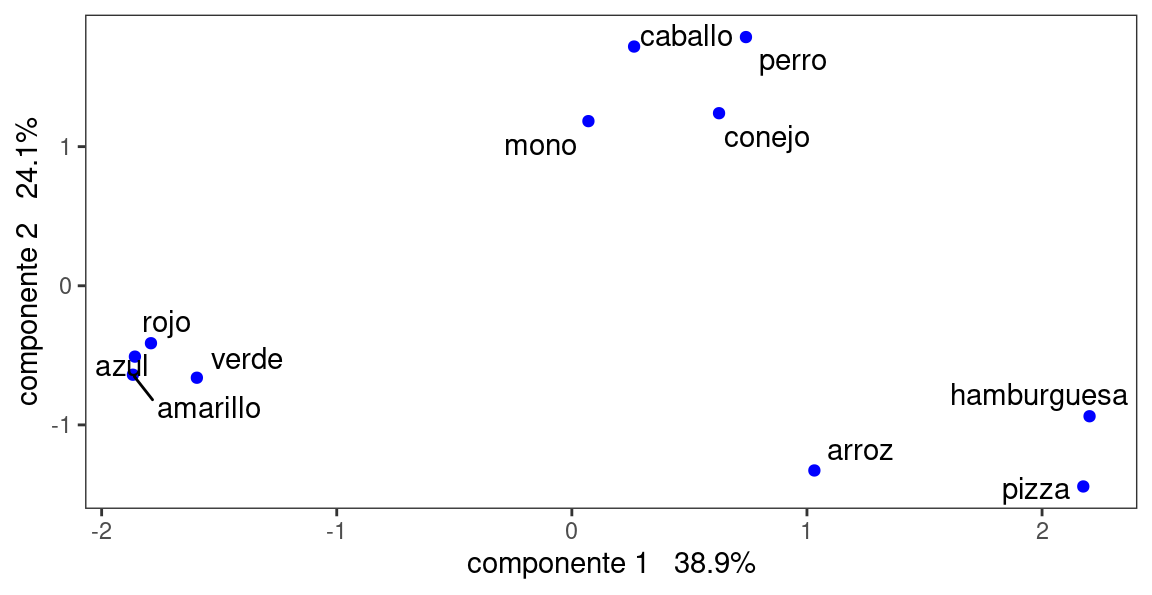 caballo
perro
mono
conejo
1
0
-1
rojo
azul
verde
amarillo
hamburguesa
arroz
pizza
-2 -1 0 1 2
componente 1 38.9%
componente 2 24.1%